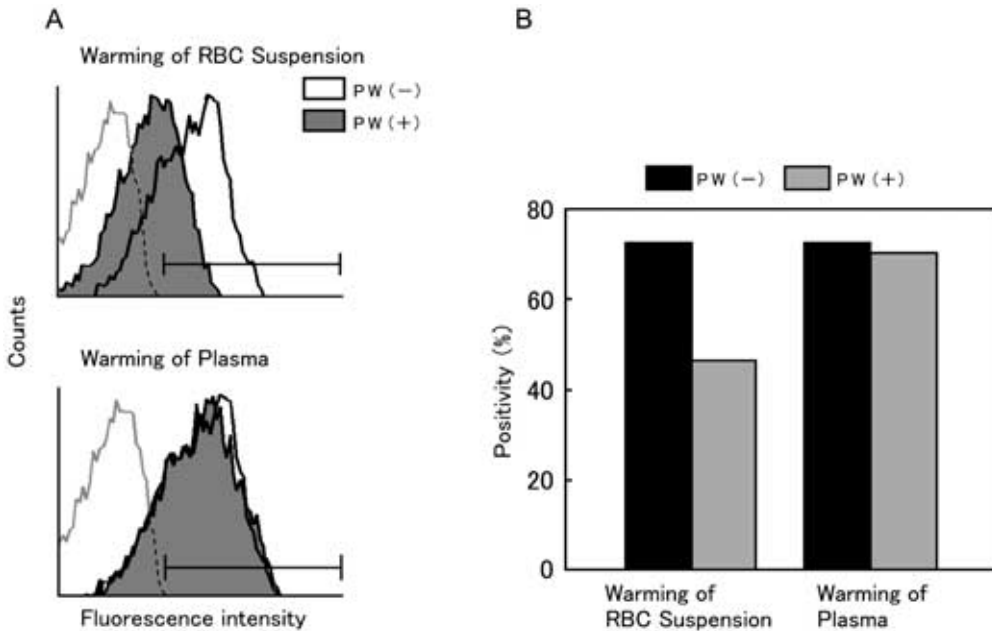 A
Warming of RBC Suspension
PW (-)
PW (+)
Counts
Warming of Plasma
Fluorescence intensity
B
PW (-)
PW (+)
Positivity (%)
80
60
40
20
0
Warming of
RBC Suspension
Warming of
Plasma